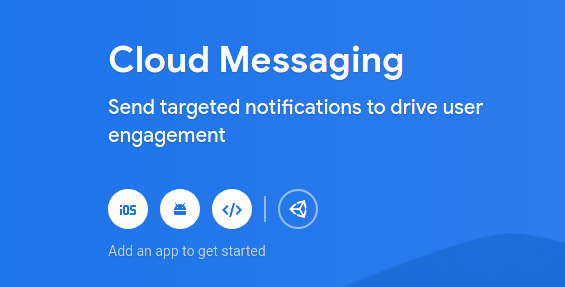 Cloud Messaging
Send targeted notifications to drive user
engagement
iOS
Add an app to get started